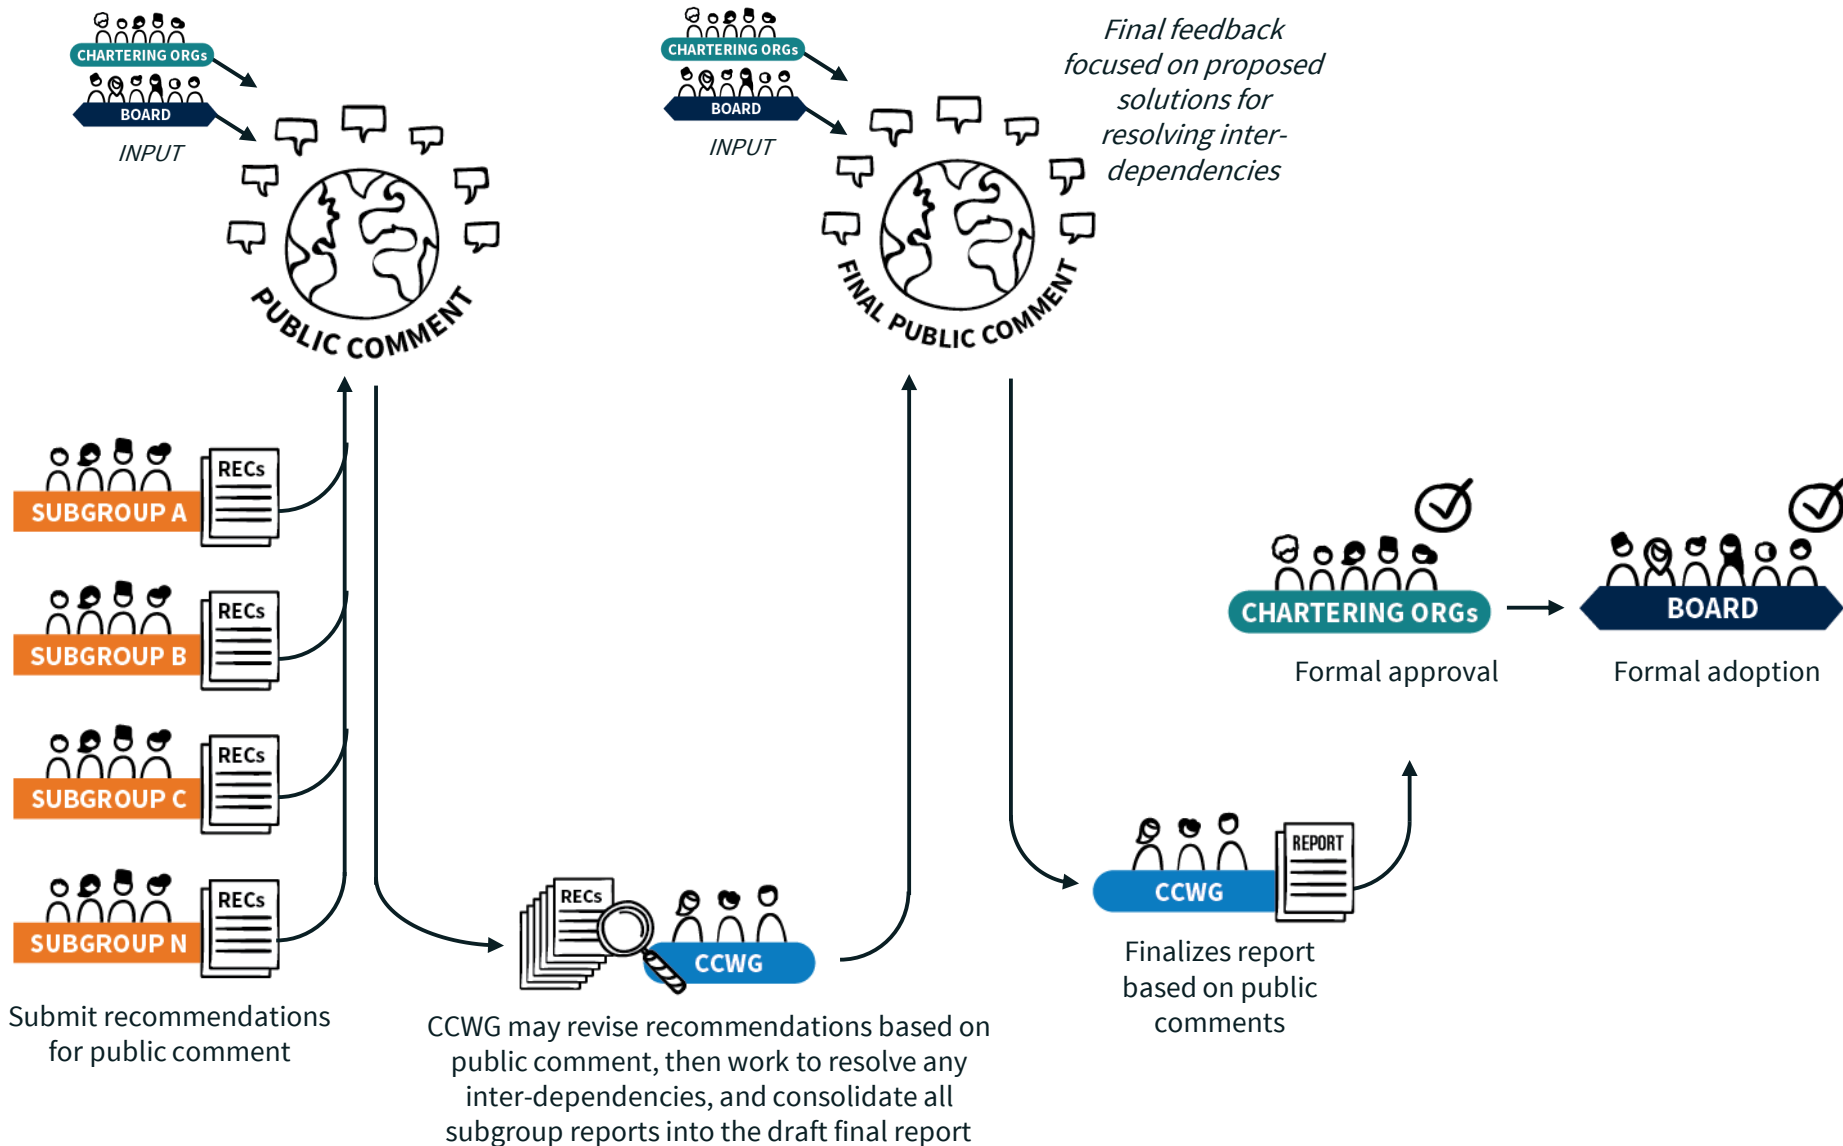 CHARTERING ORGs
BOARD
INPUT
PUBLIC COMMENT
CHARTERING ORGs
BOARD
INPUT
FINAL PUBLIC COMMENT
Final feedback
focused on proposed
solutions for
resolving inter-
dependencies
RECs
SUBGROUP A
RECs
SUBGROUP B
RECs
SUBGROUP C
RECs
SUBGROUP N
Submit recommendations
for public comment
RECs
CCWG
CCWG may revise recommendations based on
public comment, then work to resolve any
inter-dependencies, and consolidate all
subgroup reports into the draft final report
REPORT
CCWG
Finalizes report
based on public
comments
CHARTERING ORGs
Formal approval
BOARD
Formal adoption